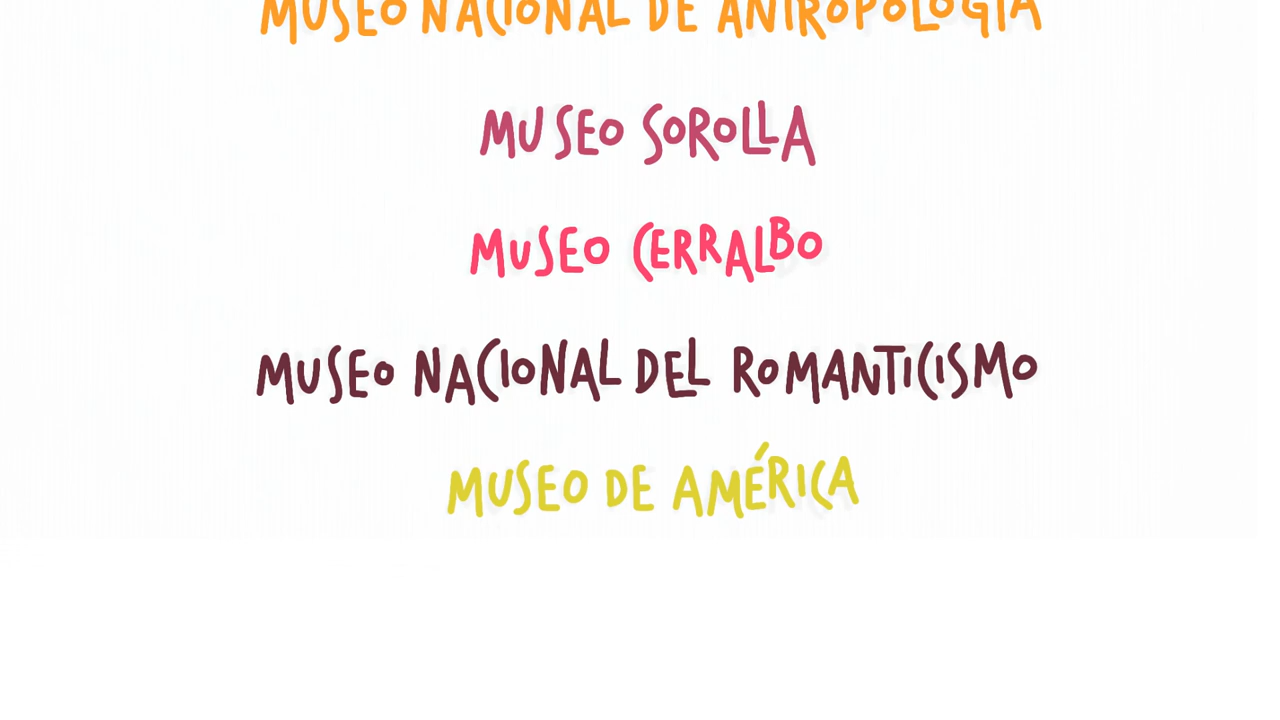 MUSEO NACIONAL DE ANTROPOLOGÍA
MUSEO SOROLLA
MUSEO CERRALBO
MUSEO NACIONAL DEL ROMANTICISMO
MUSEO DE AMÉRICA